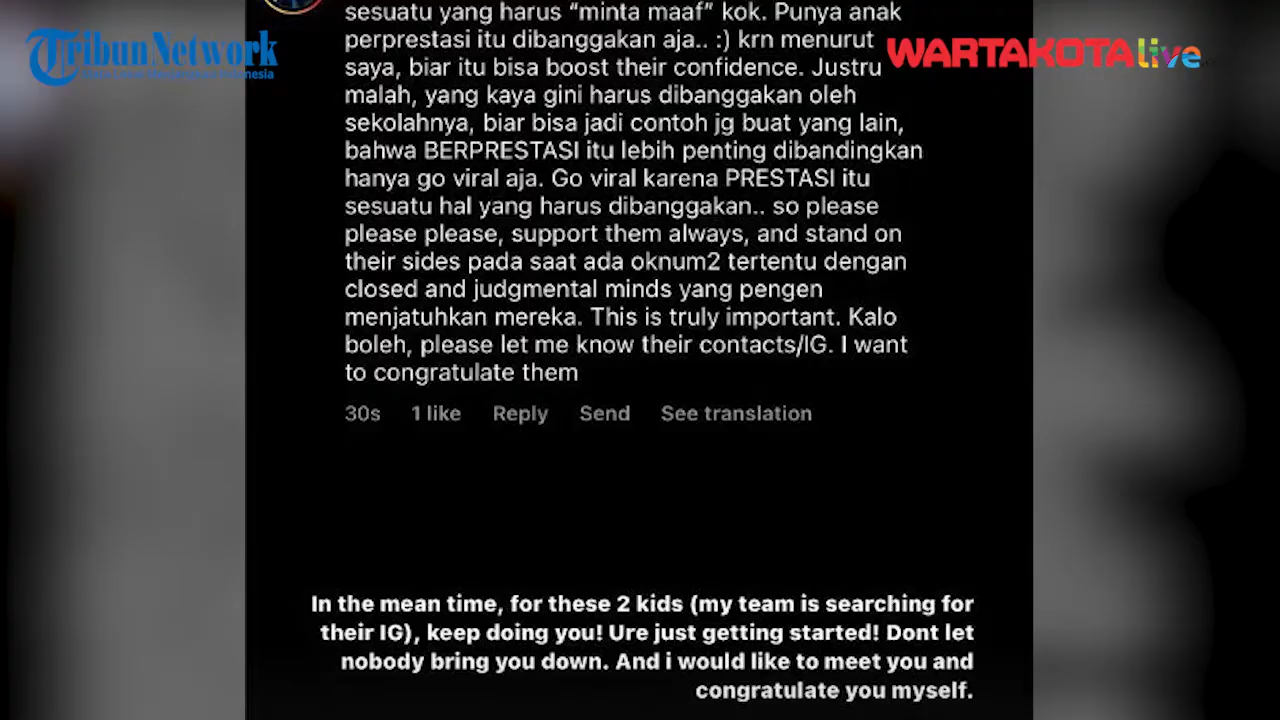 Tribun Network
WARTAKOTAlive
sesuatu yang harus “minta maaf” kok. Punya anak
perprestasi itu dibanggakan aja.. :) krn menurut
saya, biar itu bisa boost their confidence. Justru
malah, yang kaya gini harus dibanggakan oleh
sekolahnya, biar bisa jadi contoh jg buat yang lain,
bahwa BERPRESTASI itu lebih penting dibandingkan
hanya go viral aja. Go viral karena PRESTASI itu
sesuatu hal yang harus dibanggakan.. so please
please please, support them always, and stand on
their sides pada saat ada oknum2 tertentu dengan
closed and judgmental minds yang pengen
menjatuhkan mereka. This is truly important. Kalo
boleh, please let me know their contacts/IG. I want
to congratulate them
30s 1 like Reply Send See translation
In the mean time, for these 2 kids (my team is searching for
their IG), keep doing you! Ure just getting started! Dont let
nobody bring you down. And i would like to meet you and
congratulate you myself.